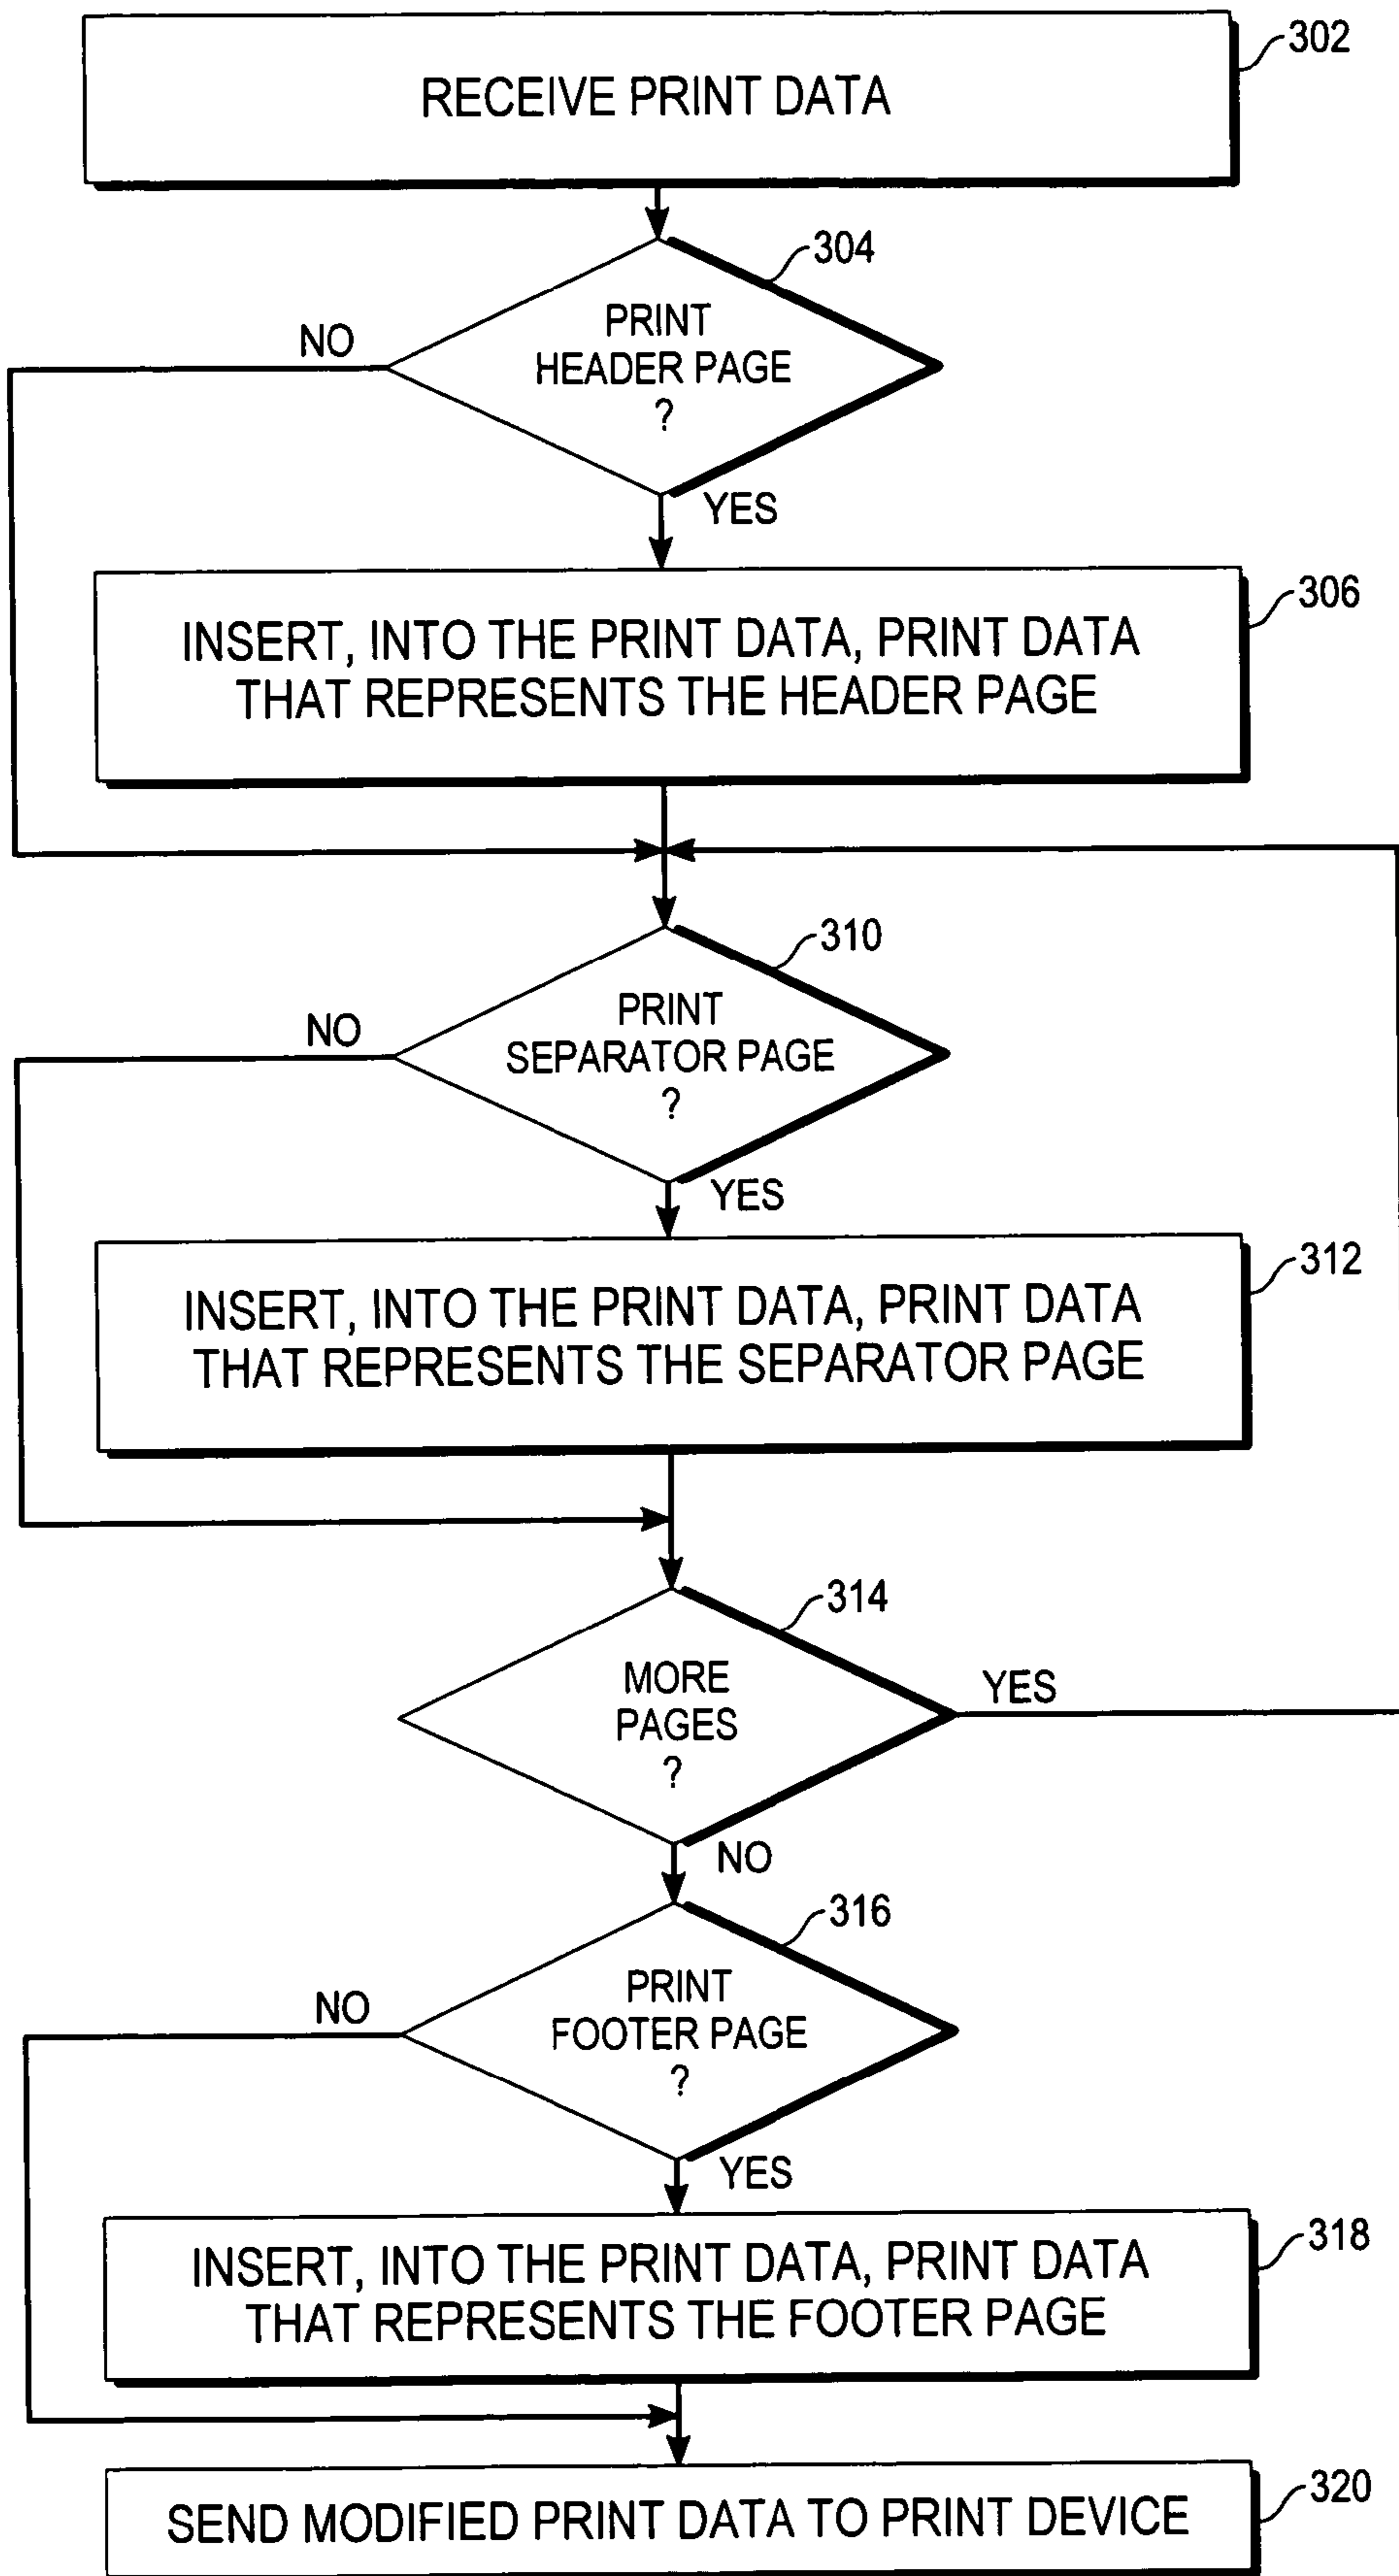 RECEIVE PRINT DATA
302
304
PRINT
HEADER PAGE
?
NO
YES
306
INSERT, INTO THE PRINT DATA, PRINT DATA
THAT REPRESENTS THE HEADER PAGE
310
PRINT
SEPARATOR PAGE
?
NO
YES
312
INSERT, INTO THE PRINT DATA, PRINT DATA
THAT REPRESENTS THE SEPARATOR PAGE
314
MORE
PAGES
?
YES
NO
316
PRINT
FOOTER PAGE
?
NO
YES
318
INSERT, INTO THE PRINT DATA, PRINT DATA
THAT REPRESENTS THE FOOTER PAGE
SEND MODIFIED PRINT DATA TO PRINT DEVICE
320